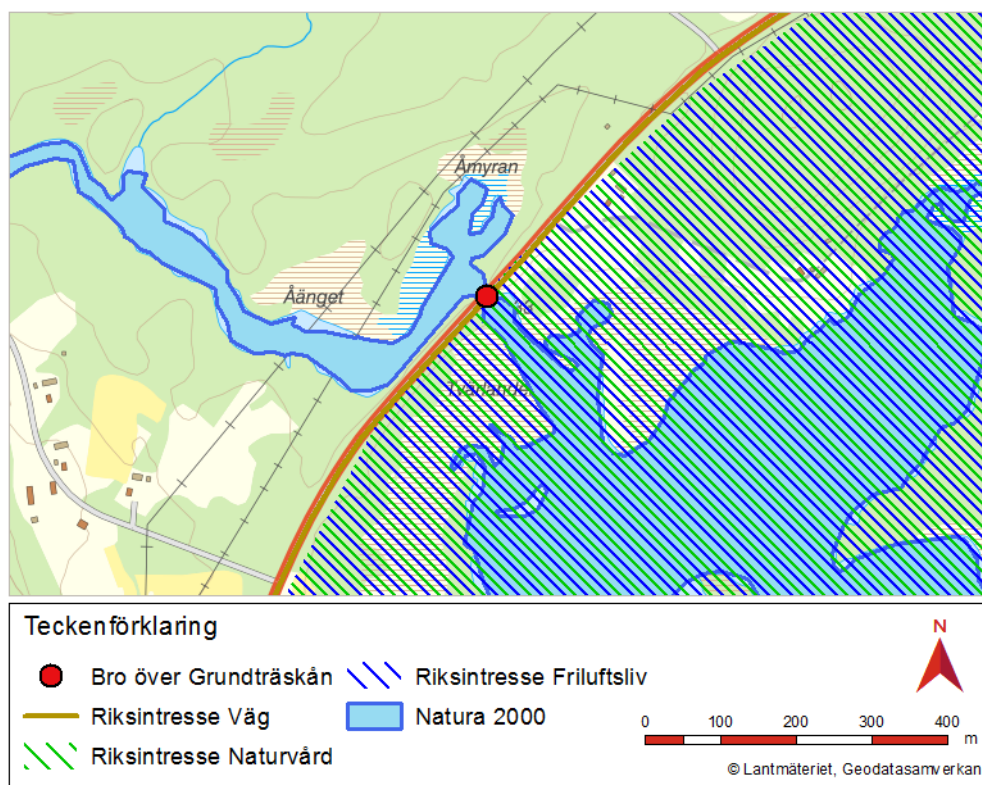 Åmyran
Åänget
Tvärlandet
Teckenförklaring
N
Bro över Grundträskån
Riksintresse Friluftsliv
Riksintresse Väg
Natura 2000
0 100 200 300 400
m
Riksintresse Naturvård
© Lantmäteriet, Geodatasamverkan